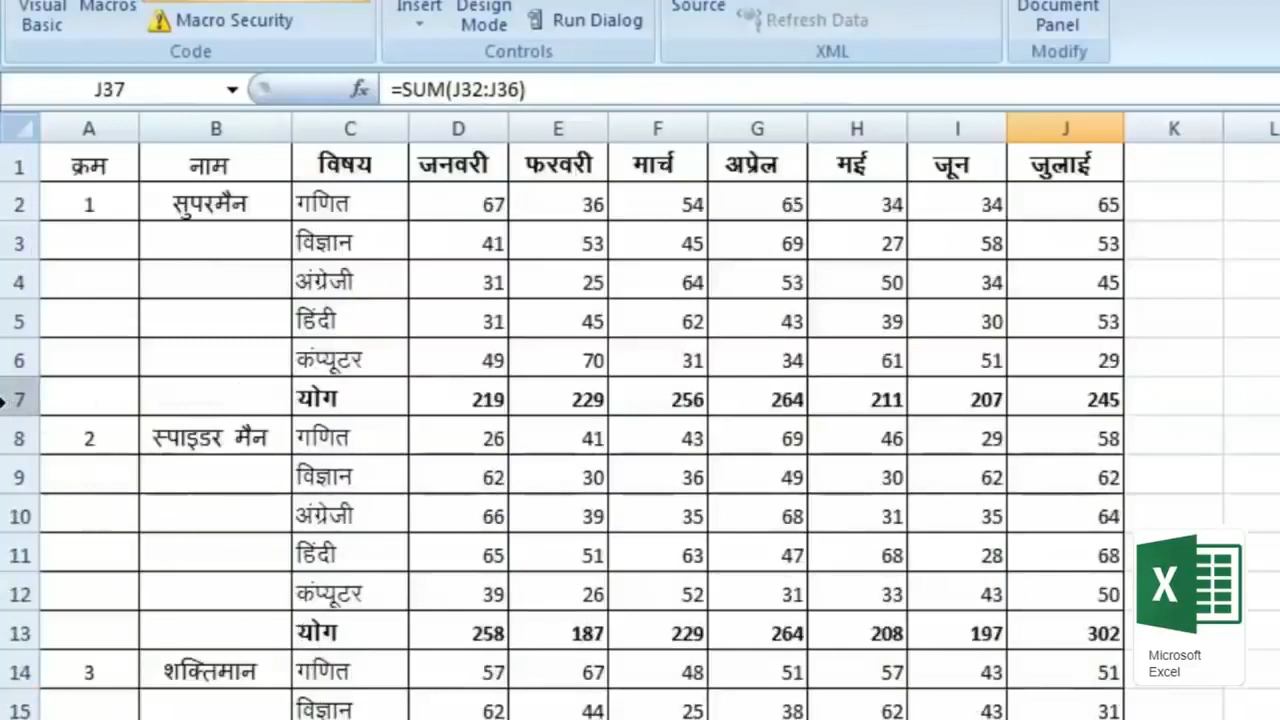 Visual Macros Insert Design Source Document
Basic Macro Security Mode Run Dialog Refresh Data Panel
Code Controls XML Modify
J37 fx =SUM(J32:J36)
A B C D E F G H I J K L
1 क्रम नाम विषय जनवरी फरवरी मार्च अप्रेल मई जून जुलाई
2 1 सुपरमैन गणित 67 36 54 65 34 34 65
3 विज्ञान 41 53 45 69 27 58 53
4 अंग्रेजी 31 25 64 53 50 34 45
5 हिंदी 31 45 62 43 39 30 53
6 कंप्यूटर 49 70 31 34 61 51 29
7 योग 219 229 256 264 211 207 245
8 2 स्पाइडर मैन गणित 26 41 43 69 46 29 58
9 विज्ञान 62 30 36 49 30 62 62
10 अंग्रेजी 66 39 35 68 31 35 64
11 हिंदी 65 51 63 47 68 28 68
12 कंप्यूटर 39 26 52 31 33 43 50
13 योग 258 187 229 264 208 197 302
14 3 शक्तिमान गणित 57 67 48 51 57 43 51
15 विज्ञान 62 44 25 38 62 43 31
X
Microsoft
Excel